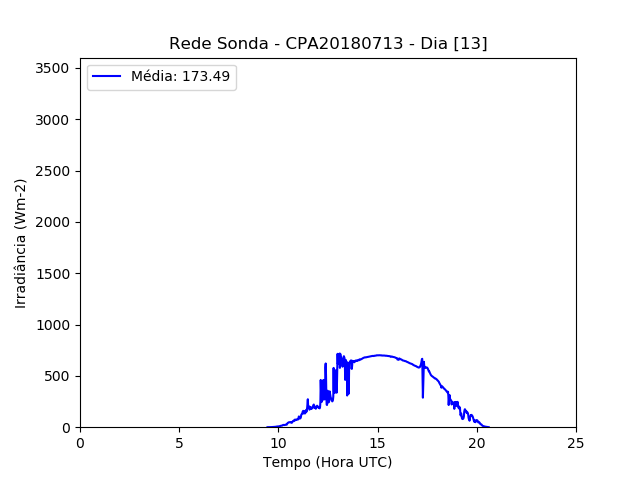 Rede Sonda - CPA20180713 - Dia [13]
Média: 173.49
Irradiância (Wm-2)
3500
3000
2500
2000
1500
1000
500
0
0 5 10 15 20 25
Tempo (Hora UTC)